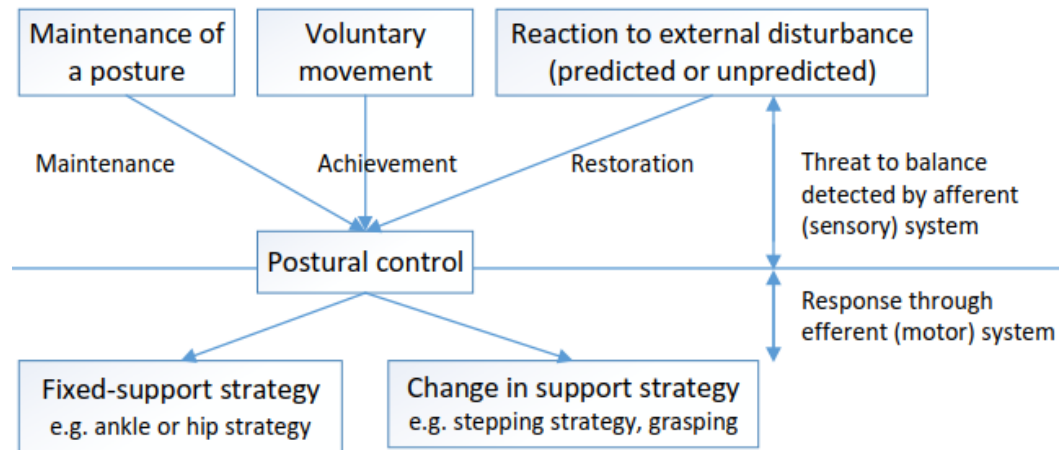 Maintenance of
a posture
Voluntary
movement
Reaction to external disturbance
(predicted or unpredicted)
Maintenance
Achievement
Restoration
Threat to balance
detected by afferent
(sensory) system
Postural control
Response through
efferent (motor) system
Fixed-support strategy
e.g. ankle or hip strategy
Change in support strategy
e.g. stepping strategy, grasping